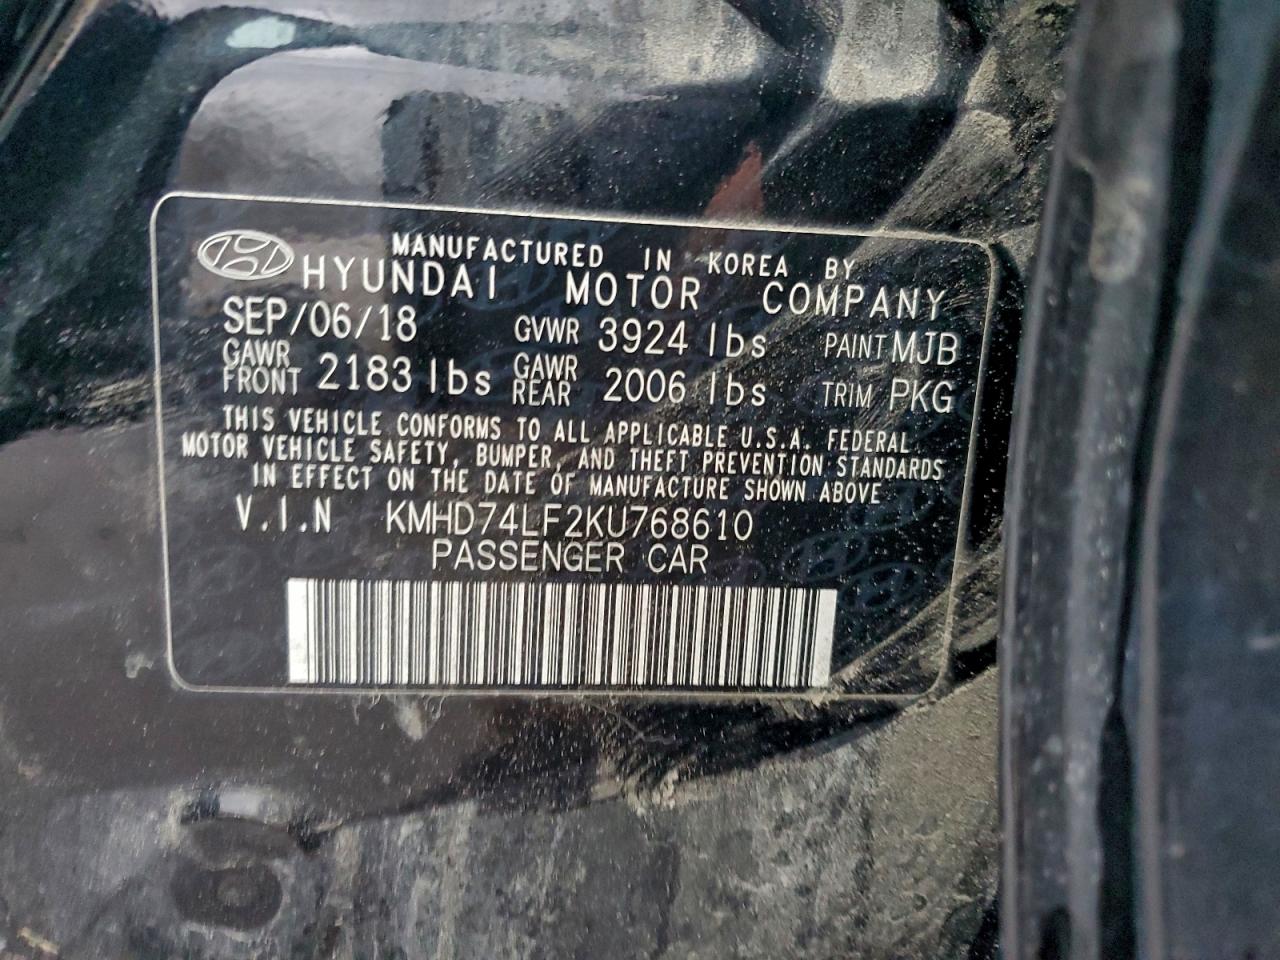 MANUFACTURED IN KOREA BY
HYUNDAI MOTOR COMPANY
SEP/06/18 GVWR 3924 lbs PAINT MJB
GAWR FRONT 2183 lbs GAWR REAR 2006 lbs TRIM PKG
THIS VEHICLE CONFORMS TO ALL APPLICABLE U.S.A. FEDERAL
MOTOR VEHICLE SAFETY, BUMPER, AND THEFT PREVENTION STANDARDS
IN EFFECT ON THE DATE OF MANUFACTURE SHOWN ABOVE
V.I.N KMHD74LF2KU768610
PASSENGER CAR